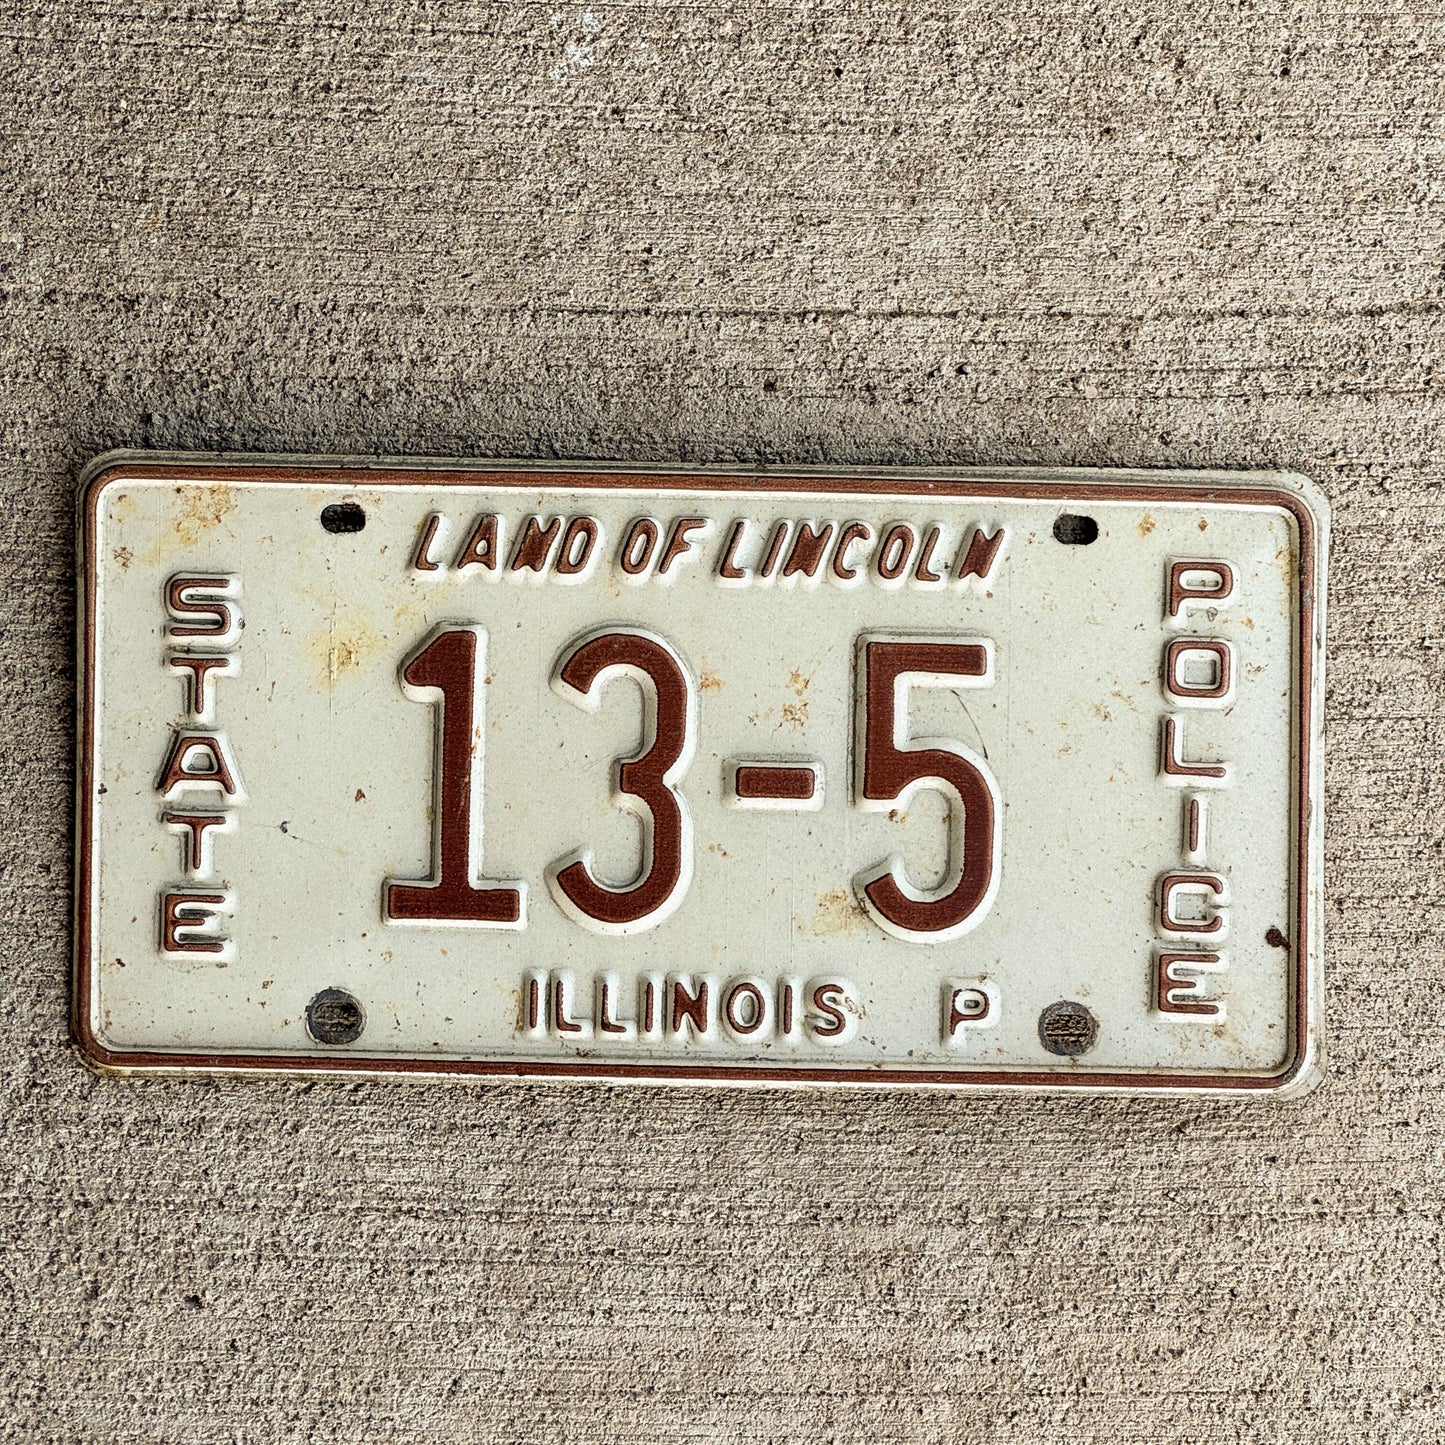 LAND OF LINCOLN
STATE
13-5
POLICE
ILLINOIS P